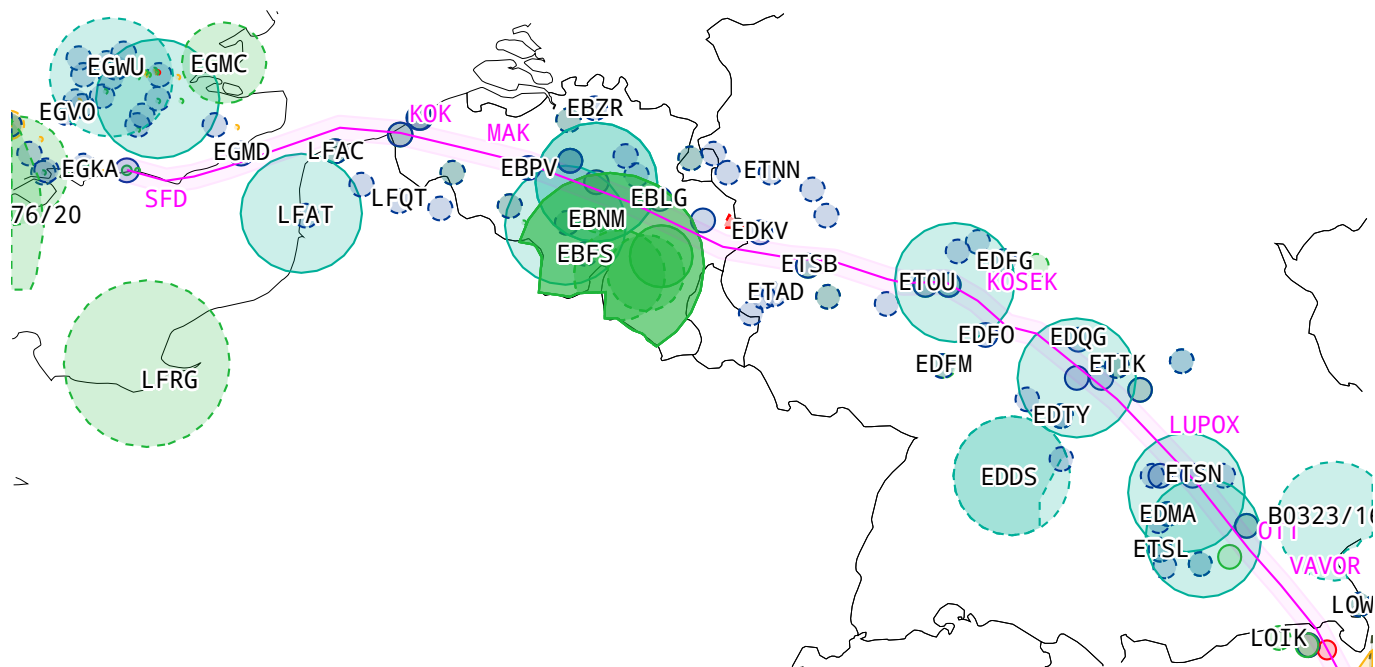 EGWU
EGMC
EGVO
KOK
EBZR
MAK
EGMD
LFAC
EGKA
EBPV
ETNN
SFD
LFQT
EBLG
76/20
LFAT
EBNM
EDKV
EBFS
ETSB
EDFG
ETOU
KOSEK
ETAD
EDFO
EDQG
EDFM
ETIK
LFRG
EDTY
LUPOX
EDDS
ETSN
EDMA
B0323/16
OTT
ETSL
VAVOR
LOW
LOIK